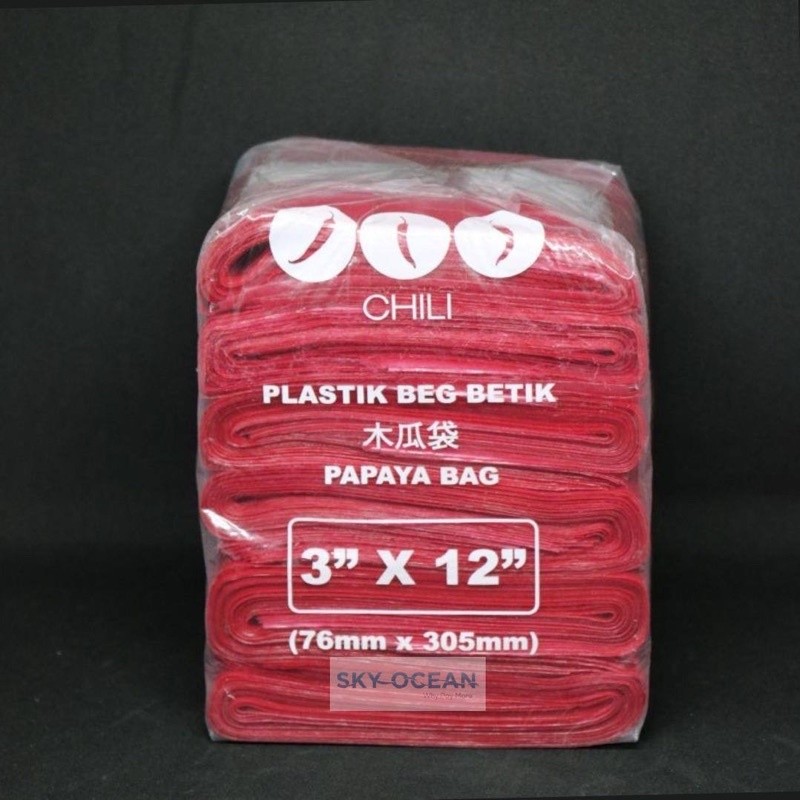 CHILI
PLASTIK BEG BETIK
木瓜袋
PAPAYA BAG
3” X 12”
(76mm x 305mm)
SKY OCEAN